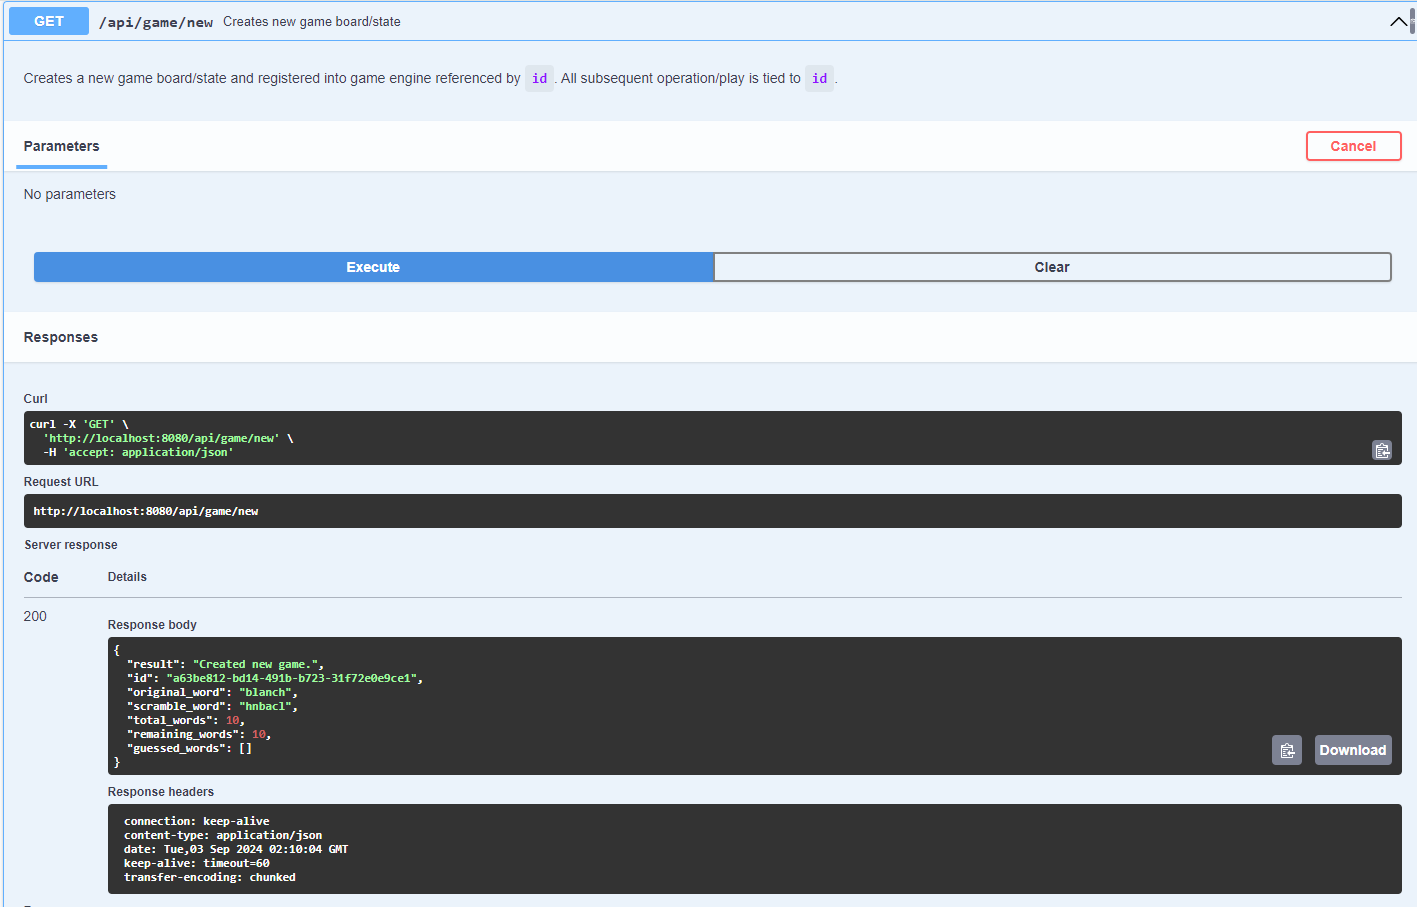 GET /api/game/new Creates new game board/state
Creates a new game board/state and registered into game engine referenced by id . All subsequent operation/play is tied to id .
Parameters
Cancel
No parameters
Execute
Clear
Responses
Curl
curl -X 'GET' \
  'http://localhost:8080/api/game/new' \
  -H 'accept: application/json'
Request URL
http://localhost:8080/api/game/new
Server response
Code Details
200
Response body
{
  "result": "Created new game.",
  "id": "a63be812-bd14-491b-b723-31f72e0e9ce1",
  "original_word": "blanch",
  "scramble_word": "hnbacl",
  "total_words": 10,
  "remaining_words": 10,
  "guessed_words": []
}
Download
Response headers
connection: keep-alive
content-type: application/json
date: Tue,03 Sep 2024 02:10:04 GMT
keep-alive: timeout=60
transfer-encoding: chunked